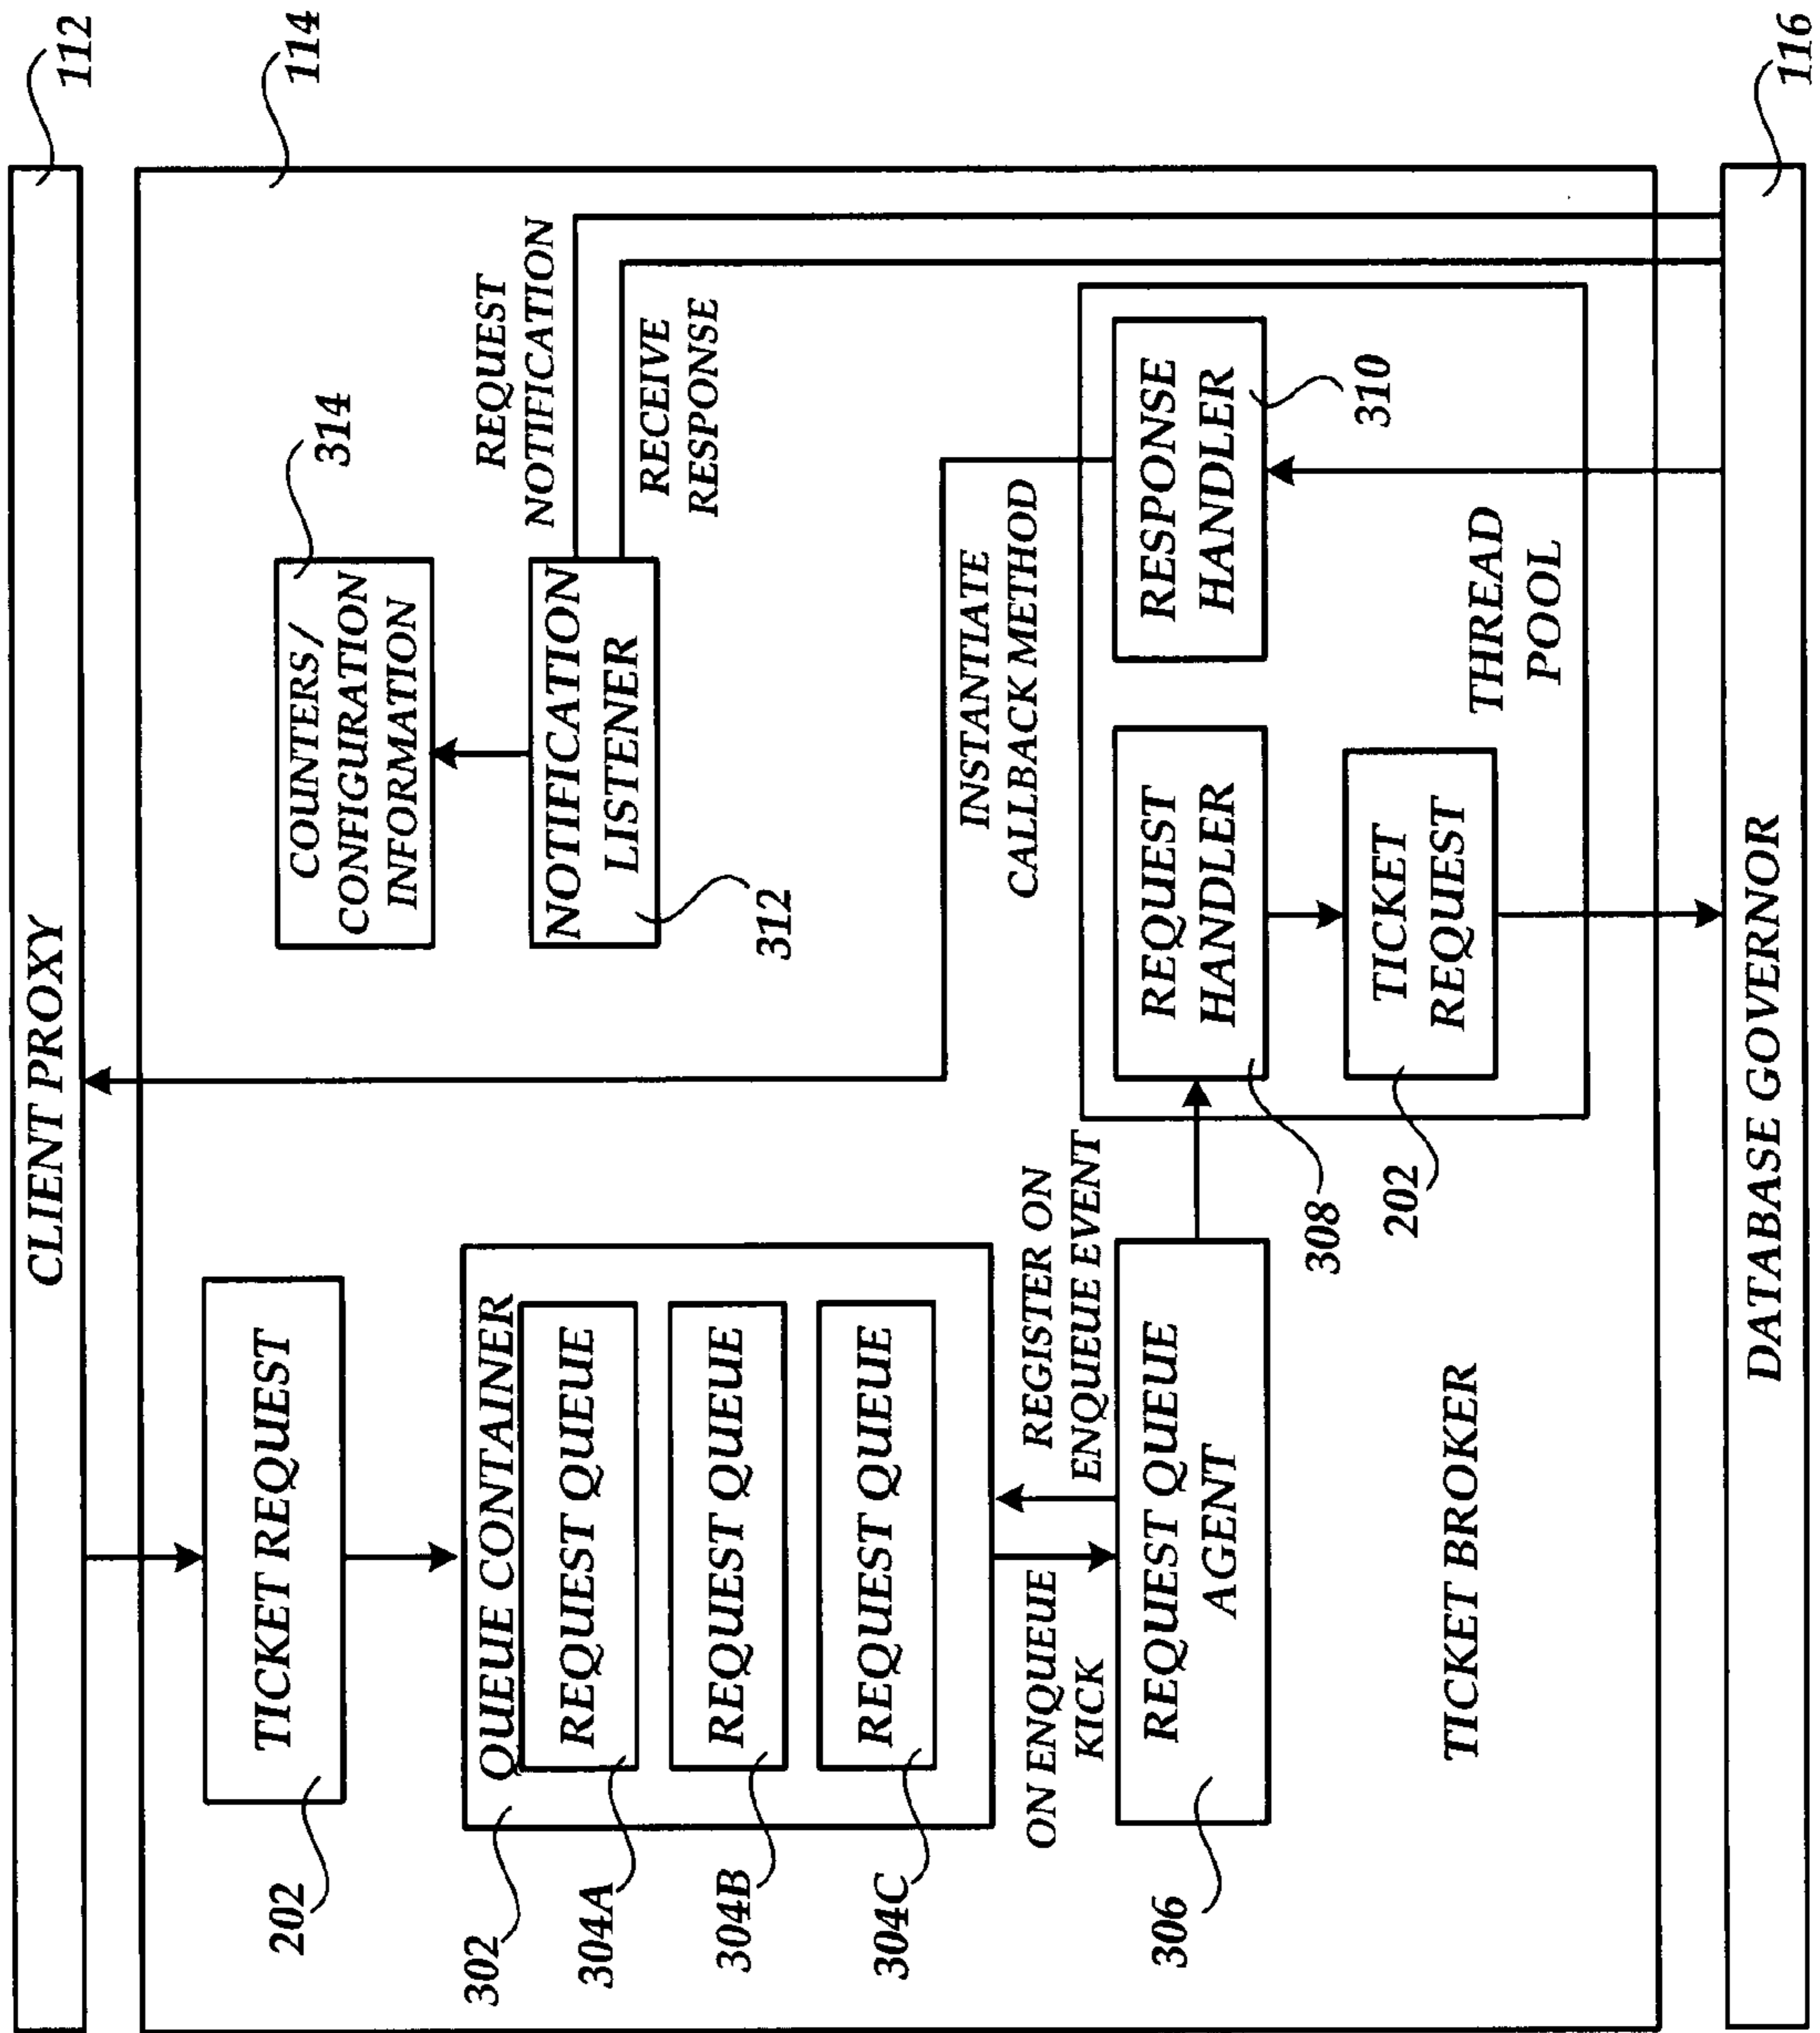 CLIENT PROXY
112
114
TICKET REQUEST
202
QUEUE CONTAINER
302
REQUEST QUEUE
304A
REQUEST QUEUE
304B
REQUEST QUEUE
304C
ON ENQUEUE
KICK
REGISTER ON
ENQUEUE EVENT
REQUEST QUEUE
AGENT
306
TICKET BROKER
COUNTERS/
CONFIGURATION
INFORMATION
314
NOTIFICATION
LISTENER
312
REQUEST
NOTIFICATION
RECEIVE
RESPONSE
INSTANTIATE
CALLBACK METHOD
REQUEST
HANDLER
308
TICKET
REQUEST
202
RESPONSE
HANDLER
310
THREAD
POOL
DATABASE GOVERNOR
116